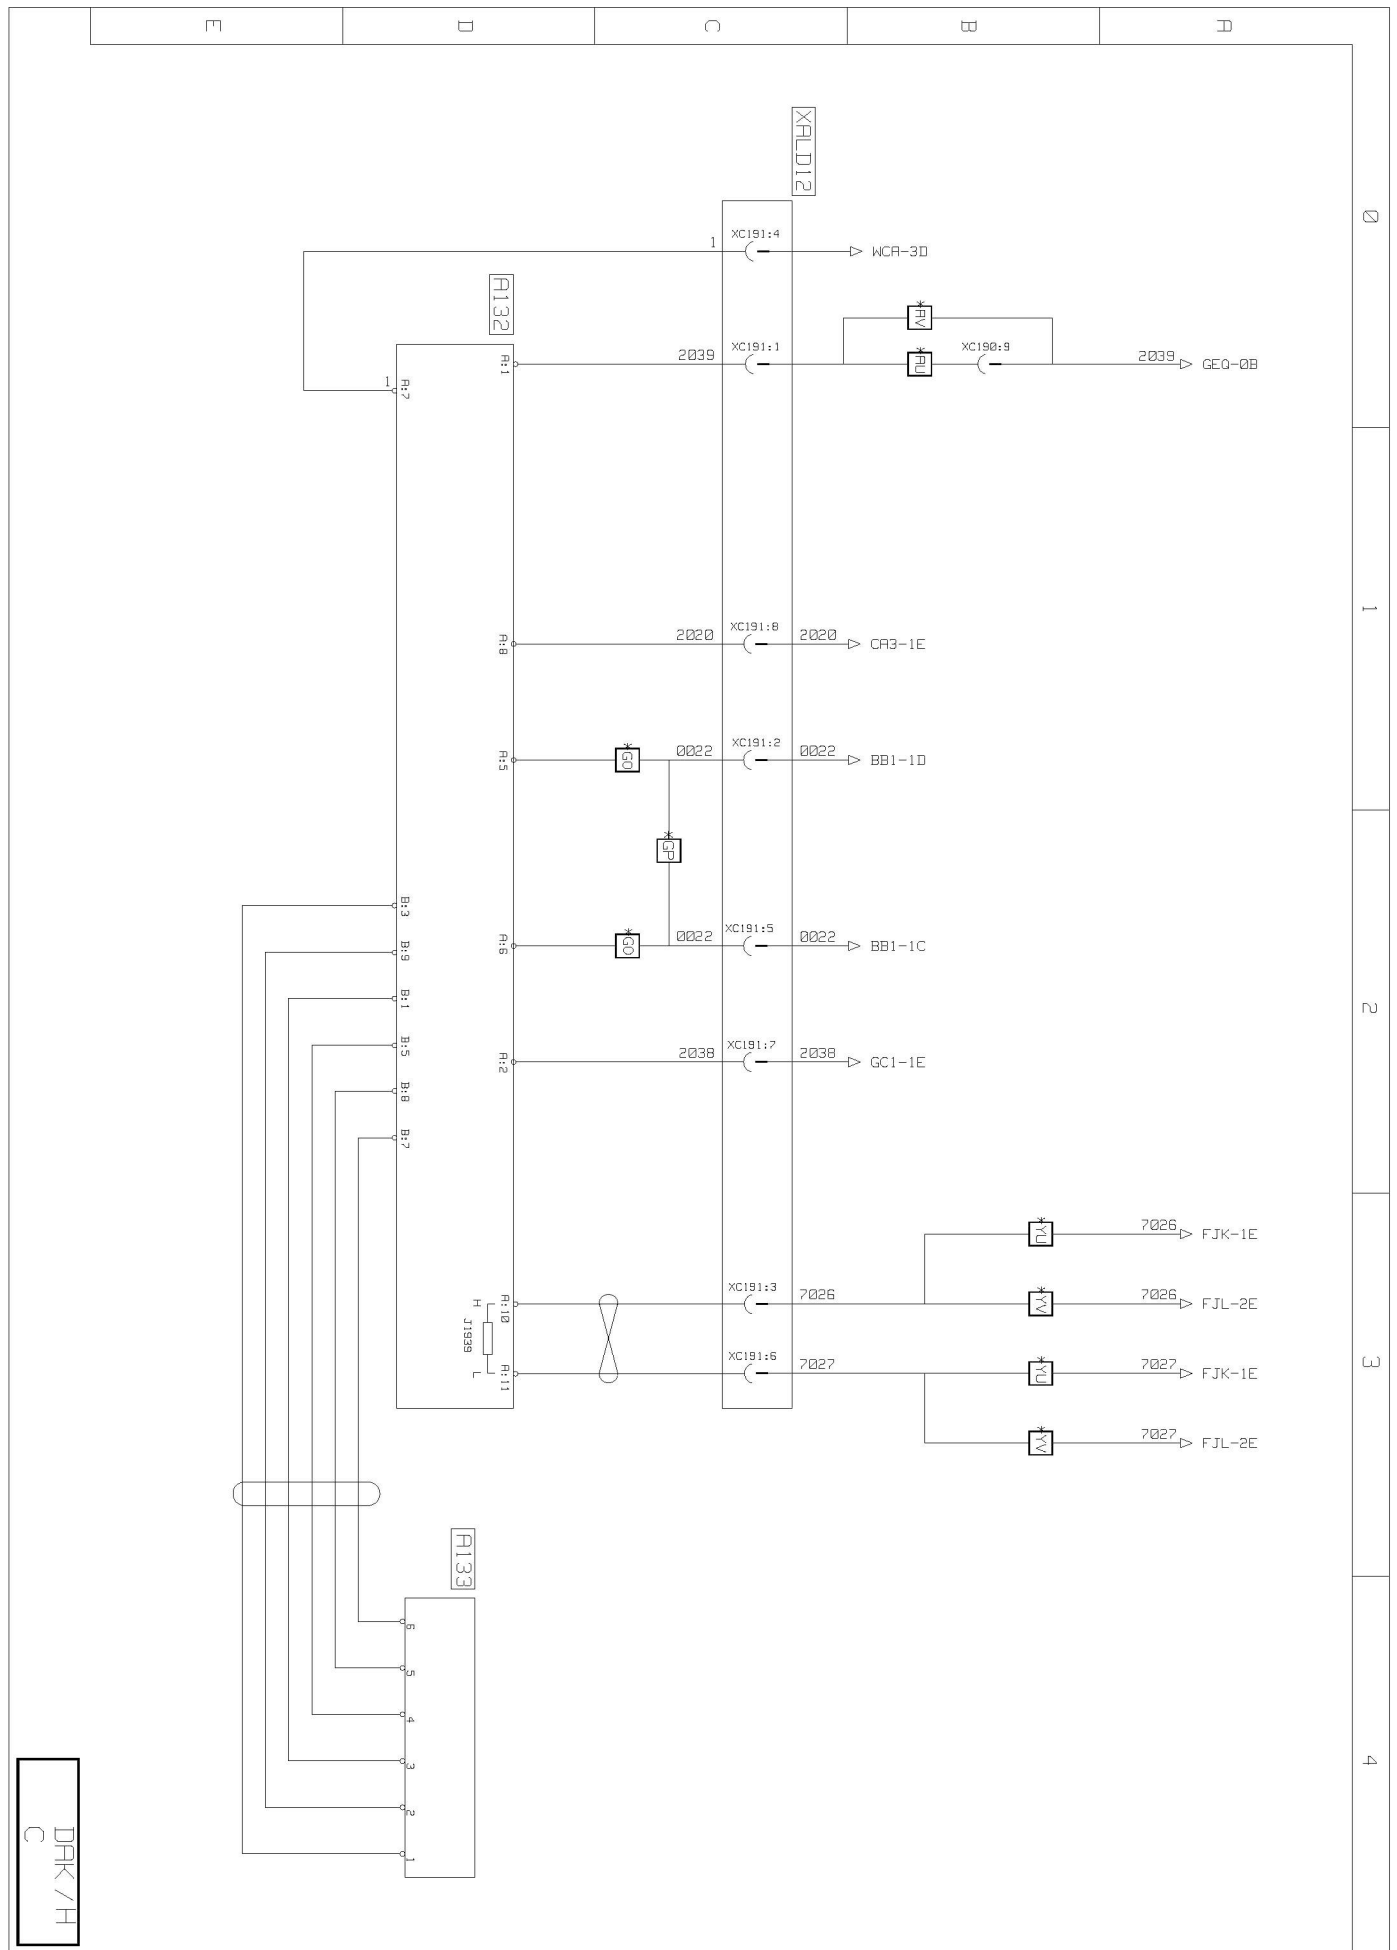 E D C B A
0
1
2
3
4
XALD12
XC191:4
1
WCA-3D
A132
*AV
A:1
2039
XC191:1
*AU
XC190:9
2039
GEQ-0B
1
A:7
A:8
2020
XC191:8
2020
CA3-1E
A:5
*GO
0022
XC191:2
0022
BB1-1D
*GP
B:3
A:6
*GO
0022
XC191:5
0022
BB1-1C
B:9
B:1
B:5
A:2
2038
XC191:7
2038
GC1-1E
B:8
B:7
*YU
7026
FJK-1E
H
A:10
XC191:3
7026
*YV
7026
FJL-2E
J1939
L
A:11
XC191:6
7027
*YU
7027
FJK-1E
*YV
7027
FJL-2E
A133
6
5
4
3
2
1
DAK/H
C